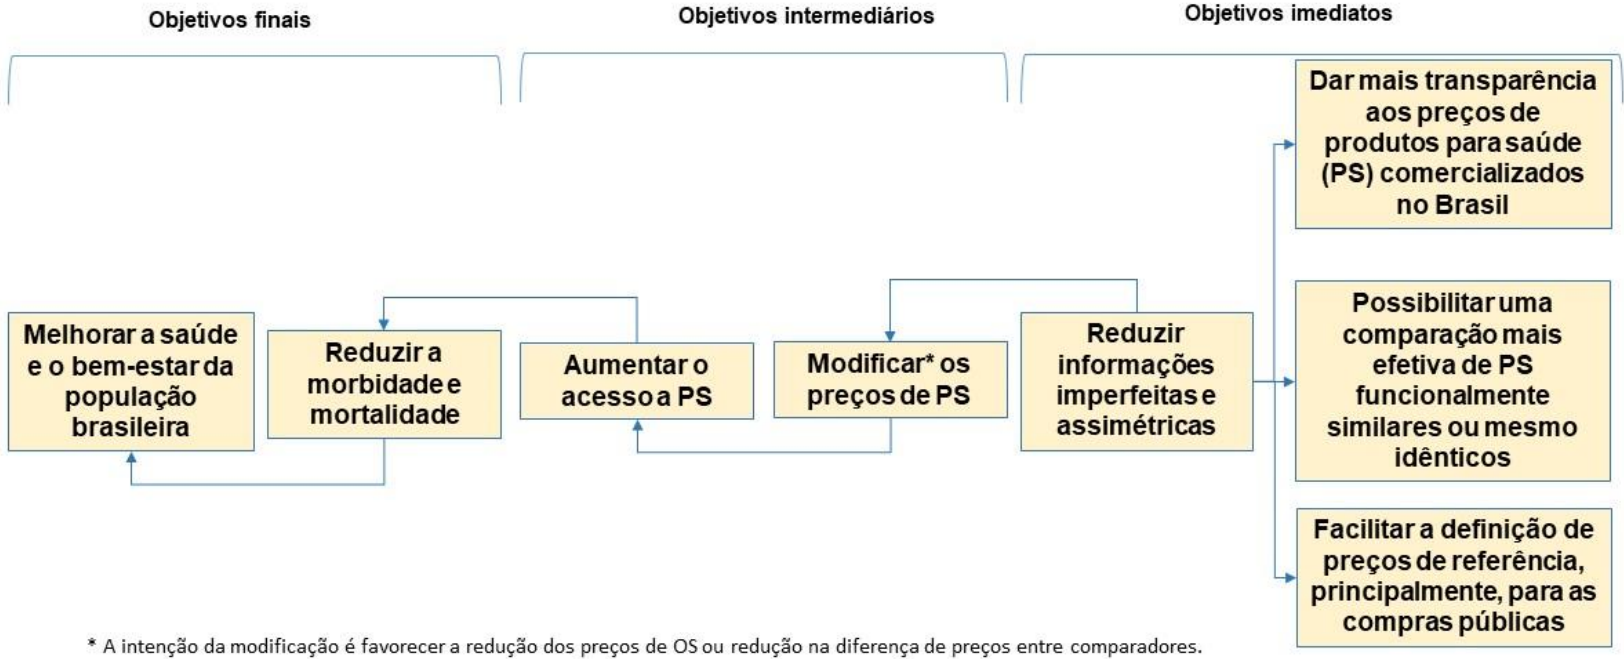 Objetivos finais
Objetivos intermediários
Objetivos imediatos
Melhorar a saúde
e o bem-estar da
população
brasileira
Reduzir a
morbidade e
mortalidade
Aumentar o
acesso a PS
Modificar* os
preços de PS
Reduzir
informações
imperfeitas e
assimétricas
Dar mais transparência
aos preços de
produtos para saúde
(PS) comercializados
no Brasil
Possibilitar uma
comparação mais
efetiva de PS
funcionalmente
similares ou mesmo
idênticos
Facilitar a definição de
preços de referência,
principalmente, para as
compras públicas
* A intenção da modificação é favorecer a redução dos preços de OS ou redução na diferença de preços entre comparadores.